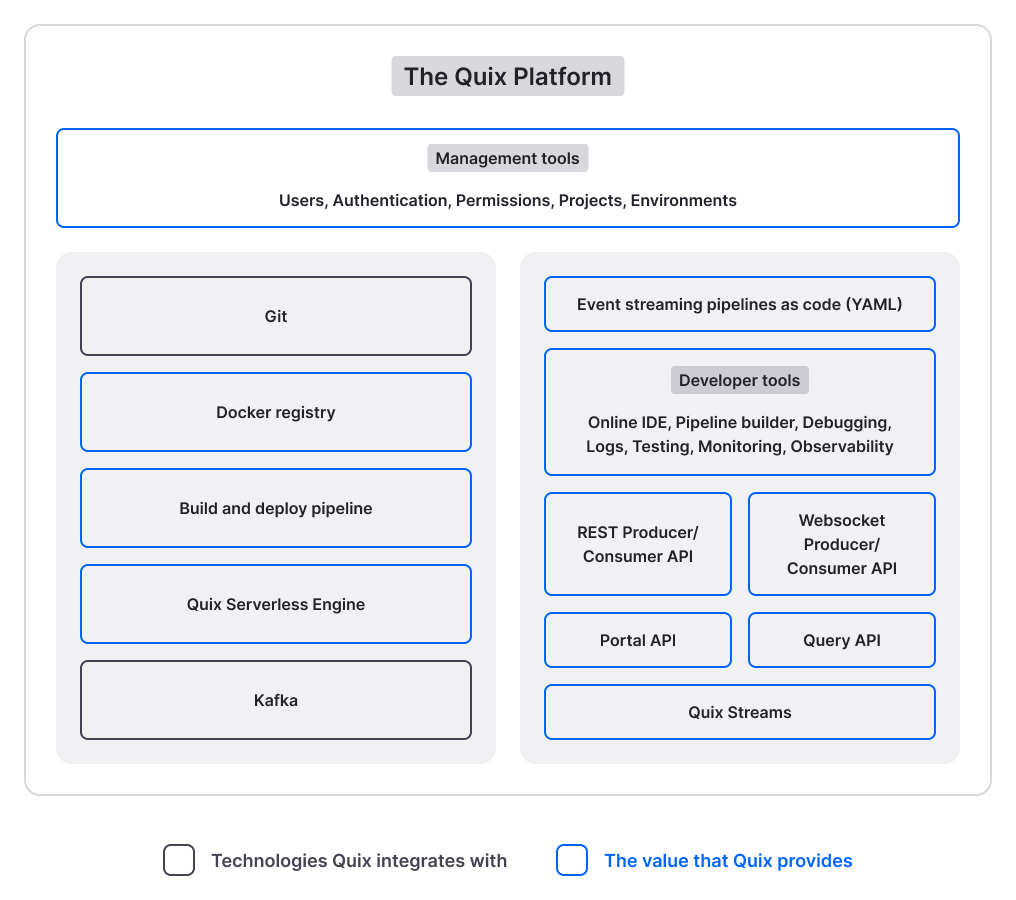 The Quix Platform
Management tools
Users, Authentication, Permissions, Projects, Environments
Git
Docker registry
Build and deploy pipeline
Quix Serverless Engine
Kafka
Event streaming pipelines as code (YAML)
Developer tools
Online IDE, Pipeline builder, Debugging,
Logs, Testing, Monitoring, Observability
REST Producer/
Consumer API
Websocket
Producer/
Consumer API
Portal API
Query API
Quix Streams
Technologies Quix integrates with
The value that Quix provides